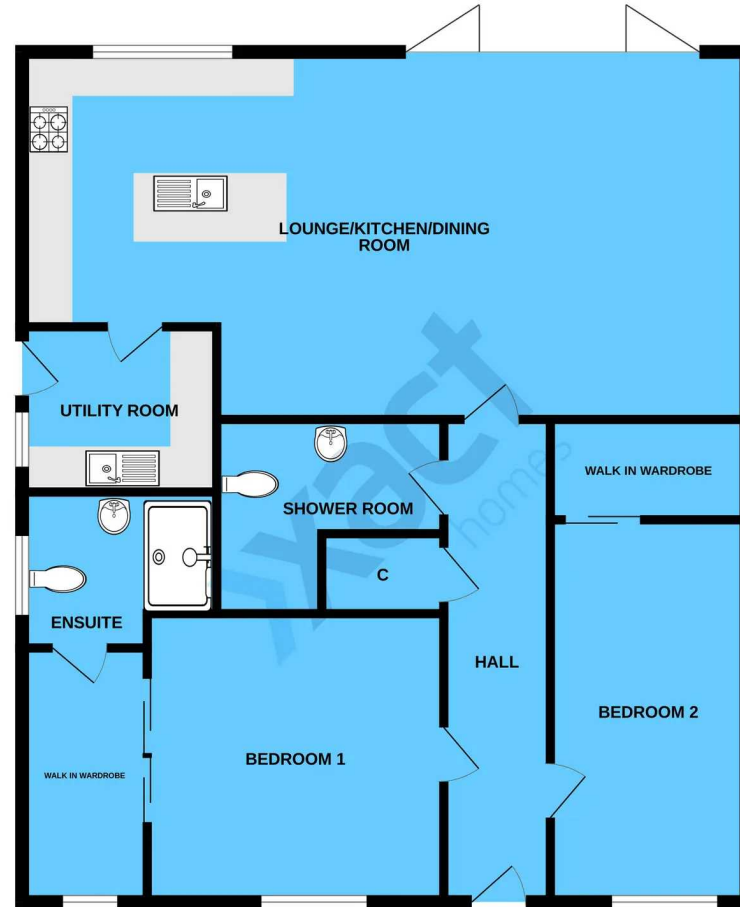 LOUNGE/KITCHEN/DINING
ROOM
UTILITY ROOM
WALK IN WARDROBE
SHOWER ROOM
C
ENSUITE
HALL
BEDROOM 2
BEDROOM 1
WALK IN WARDROBE
xxact
homes